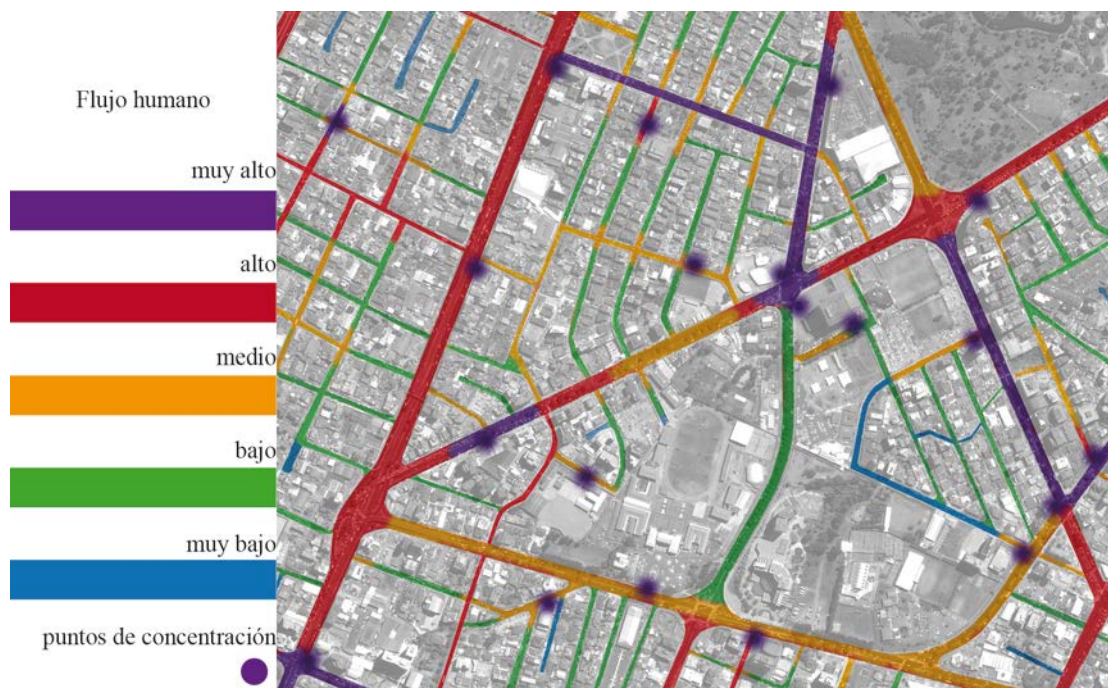 Flujo humano
muy alto
alto
medio
bajo
muy bajo
puntos de concentración